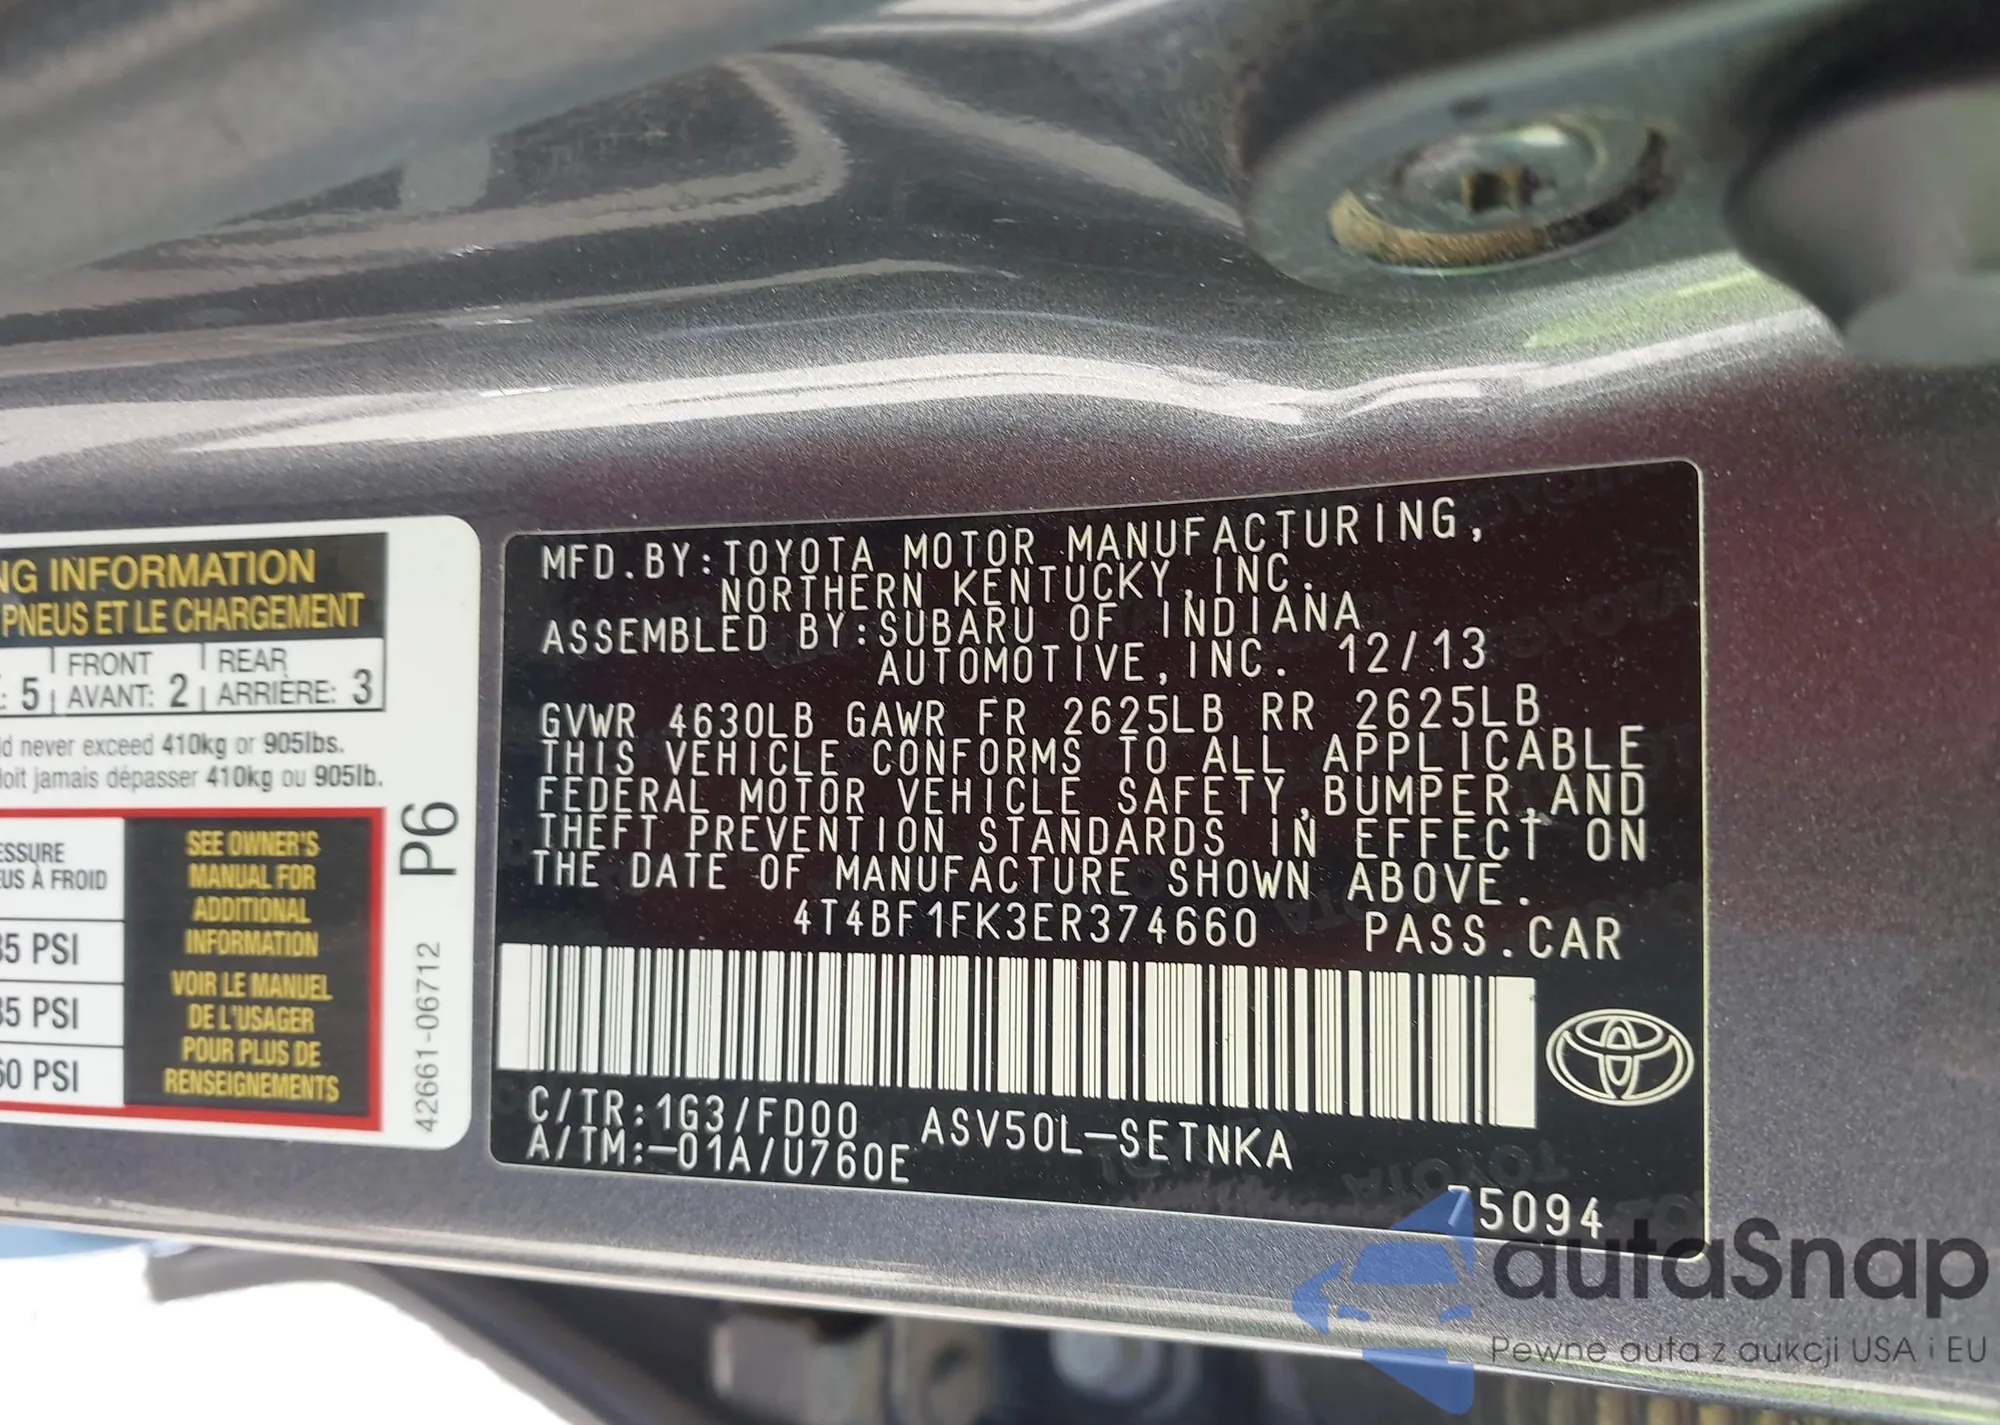 NG INFORMATION
PNEUS ET LE CHARGEMENT
5 FRONT AVANT: 2 REAR ARRIÈRE: 3
never exceed 410kg or 905lbs.
jamais dépasser 410kg ou 905lb.
ESSURE
US À FROID
35 PSI
35 PSI
60 PSI
SEE OWNER'S
MANUAL FOR
ADDITIONAL
INFORMATION
VOIR LE MANUEL
DE L'USAGER
POUR PLUS DE
RENSEIGNEMENTS
P6
42661-06712
MFD.BY:TOYOTA MOTOR MANUFACTURING,
NORTHERN KENTUCKY,INC.
ASSEMBLED BY:SUBARU OF INDIANA
AUTOMOTIVE,INC. 12/13
GVWR 4630LB GAWR FR 2625LB RR 2625LB
THIS VEHICLE CONFORMS TO ALL APPLICABLE
FEDERAL MOTOR VEHICLE SAFETY,BUMPER,AND
THEFT PREVENTION STANDARDS IN EFFECT ON
THE DATE OF MANUFACTURE SHOWN ABOVE.
4T4BF1FK3ER374660 PASS.CAR
C/TR:1G3/FD00 ASV50L-SETNKA
A/TM:-01A/U760E
75094
autaSnap
Pewne auta z aukcji USA i EU